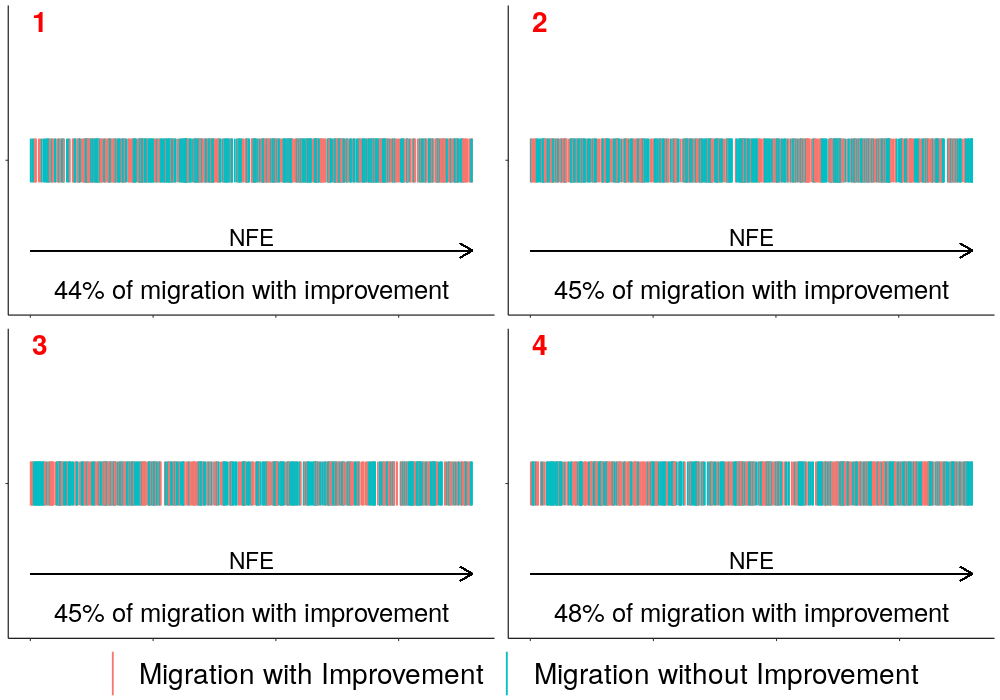 1
NFE
44% of migration with improvement
2
NFE
45% of migration with improvement
3
NFE
45% of migration with improvement
4
NFE
48% of migration with improvement
Migration with Improvement Migration without Improvement